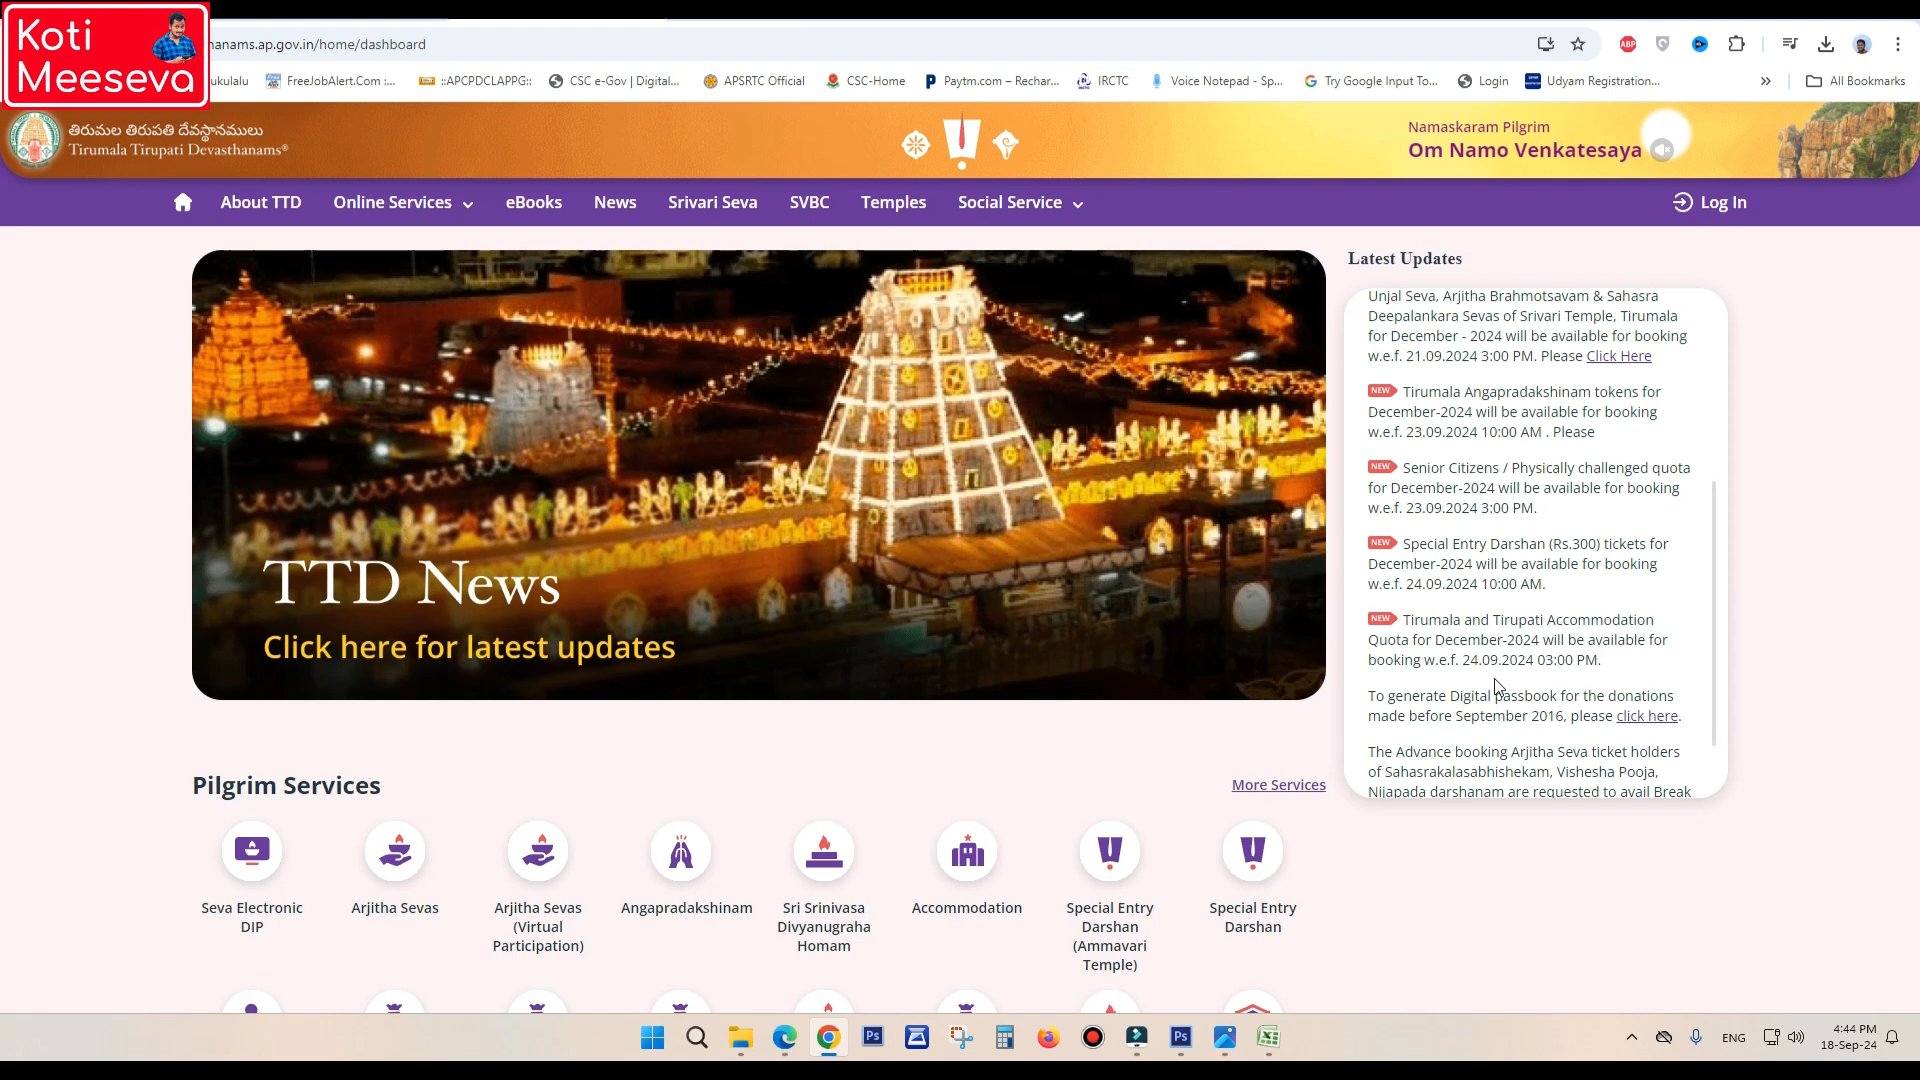 Koti
Meeseva
anams.ap.gov.in/home/dashboard
ABP
ukulalu
FreeJobAlert.Com :...
::APCPDCLAPPG::
CSC e-Gov | Digital...
APSRTC Official
CSC-Home
Paytm.com – Rechar...
IRCTC
Voice Notepad - Sp...
Try Google Input To...
Login
Udyam Registration...
All Bookmarks
తిరుమల తిరుపతి దేవస్థానములు
Tirumala Tirupati Devasthanams®
Namaskaram Pilgrim
Om Namo Venkatesaya
About TTD
Online Services
eBooks
News
Srivari Seva
SVBC
Temples
Social Service
Log In
TTD News
Click here for latest updates
Latest Updates
Unjal Seva, Arjitha Brahmotsavam & Sahasra
Deepalankara Sevas of Srivari Temple, Tirumala
for December - 2024 will be available for booking
w.e.f. 21.09.2024 3:00 PM. Please Click Here
NEW Tirumala Angapradakshinam tokens for
December-2024 will be available for booking
w.e.f. 23.09.2024 10:00 AM . Please
NEW Senior Citizens / Physically challenged quota
for December-2024 will be available for booking
w.e.f. 23.09.2024 3:00 PM.
NEW Special Entry Darshan (Rs.300) tickets for
December-2024 will be available for booking
w.e.f. 24.09.2024 10:00 AM.
NEW Tirumala and Tirupati Accommodation
Quota for December-2024 will be available for
booking w.e.f. 24.09.2024 03:00 PM.
To generate Digital passbook for the donations
made before September 2016, please click here.
The Advance booking Arjitha Seva ticket holders
of Sahasrakalasabhishekam, Vishesha Pooja,
Nijapada darshanam are requested to avail Break
Pilgrim Services
More Services
Seva Electronic
DIP
Arjitha Sevas
Arjitha Sevas
(Virtual
Participation)
Angapradakshinam
Sri Srinivasa
Divyanugraha
Homam
Accommodation
Special Entry
Darshan
(Ammavari
Temple)
Special Entry
Darshan
Ps
Ps
ENG
4:44 PM
18-Sep-24